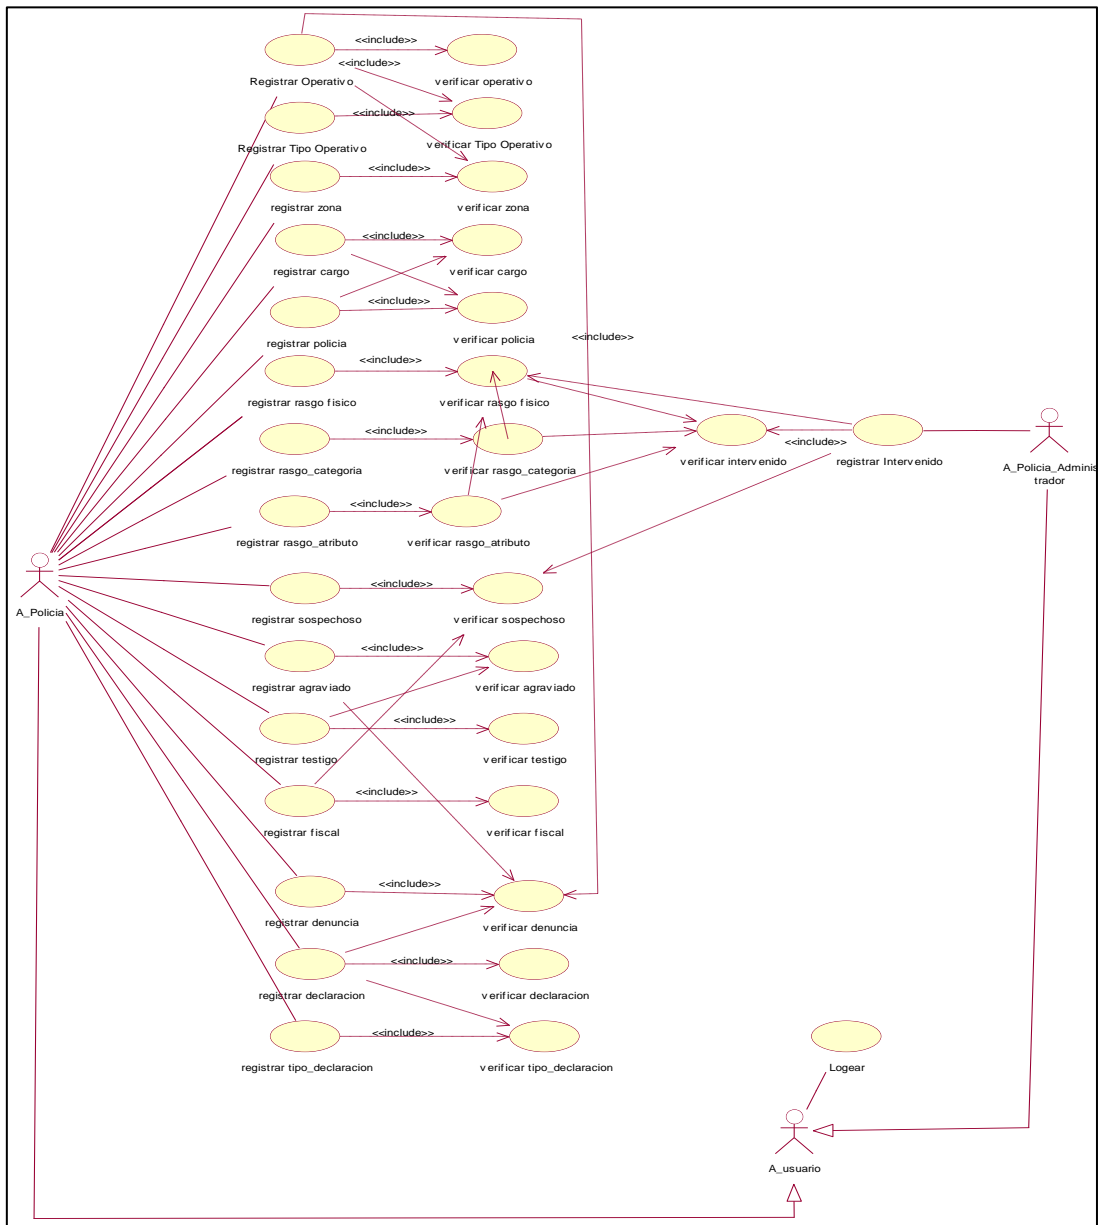 <<include>>
verificar operativo
<<include>>
Registrar Operativo
<<include>>
Registrar Tipo Operativo
verificar Tipo Operativo
<<include>>
registrar zona
verificar zona
<<include>>
registrar cargo
verificar cargo
<<include>>
registrar policia
verificar policia
<<include>>
<<include>>
registrar rasgo fisico
verificar rasgo fisico
<<include>>
registrar rasgo_categoria
verificar rasgo_categoria
<<include>>
verificar intervenido
registrar Intervenido
A_Policia_Adminis
trador
<<include>>
registrar rasgo_atributo
verificar rasgo_atributo
<<include>>
A_Policia
registrar sospechoso
verificar sospechoso
<<include>>
registrar agraviado
verificar agraviado
<<include>>
registrar testigo
verificar testigo
<<include>>
registrar fiscal
verificar fiscal
<<include>>
registrar denuncia
verificar denuncia
<<include>>
registrar declaracion
verificar declaracion
<<include>>
registrar tipo_declaracion
verificar tipo_declaracion
Logear
A_usuario